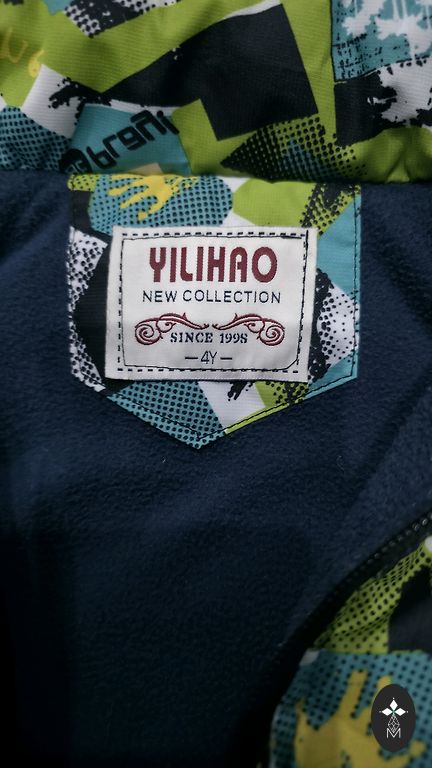 YILIHAO
NEW COLLECTION
SINCE 1998
—4Y—
M